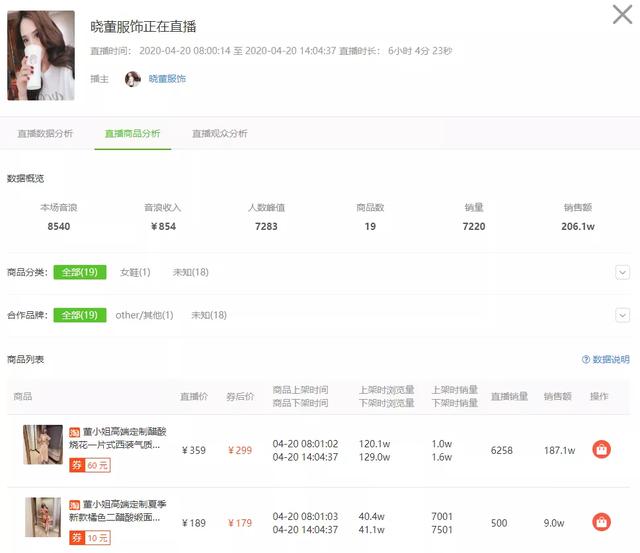 晓董服饰正在直播
直播时间： 2020-04-20 08:00:14 至 2020-04-20 14:04:37 直播时长： 6小时 4分 23秒
播主 晓董服饰
直播数据分析 直播商品分析 直播观众分析
数据概览
本场音浪 音浪收入 人数峰值 商品数 销量 销售额
8540 ¥854 7283 19 7220 206.1w
商品分类： 全部(19) 女鞋(1) 未知(18)
合作品牌： 全部(19) other/其他(1) 未知(18)
商品列表 数据说明
商品 直播价 券后价 商品上架时间 上架时浏览量 上架时销量 直播销量 销售额 操作
商品下架时间 下架时浏览量 下架时销量
淘 董小姐高端定制醋酸
烧花一片式西装气质...
券 60 元
¥359 ¥299 04-20 08:01:02 120.1w 1.0w 6258 187.1w
04-20 14:04:37 129.0w 1.6w
淘 董小姐高端定制夏季
新款橘色二醋酸缎面...
券 10 元
¥189 ¥179 04-20 08:01:03 40.4w 7001 500 9.0w
04-20 14:04:37 41.1w 7501